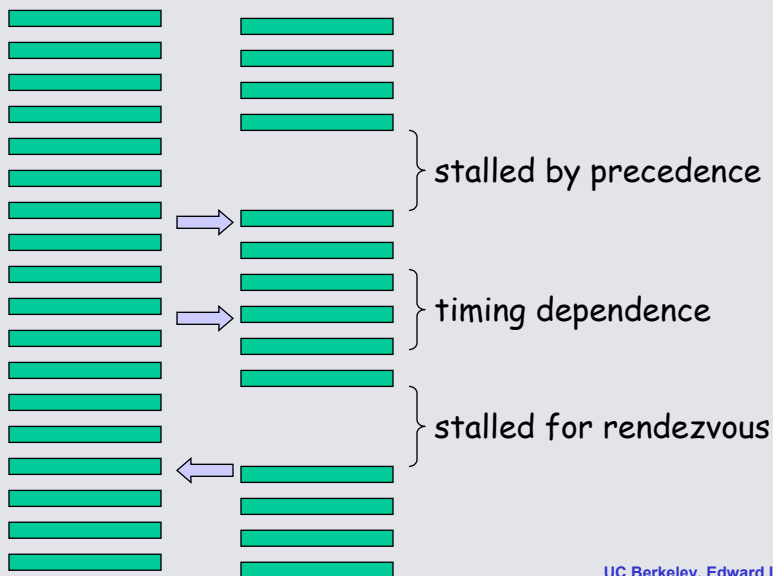 stalled by precedence
timing dependence
stalled for rendezvous
UC Berkeley, Edward